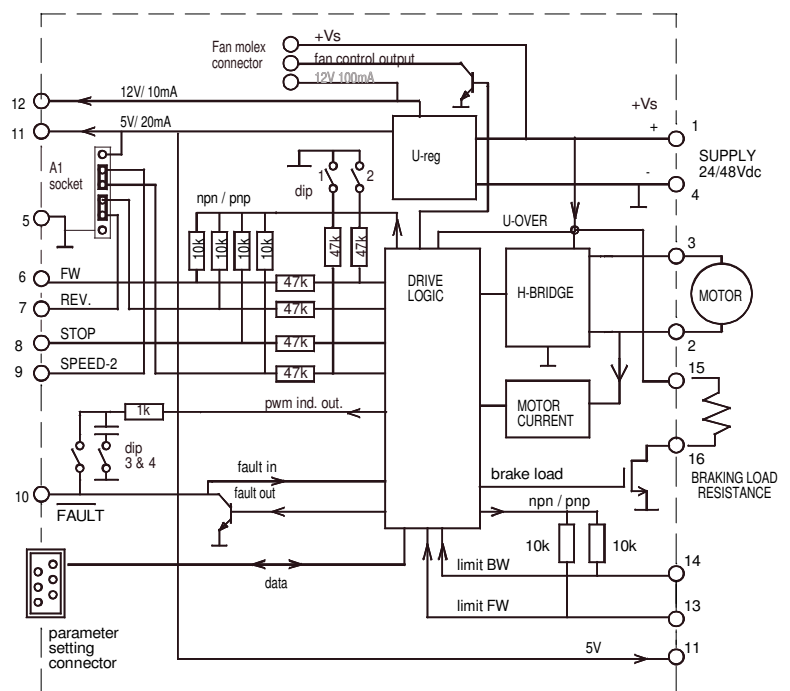 Fan molex
connector
+Vs
fan control output
12V 100mA
12
12V/ 10mA
11
5V/ 20mA
A1
socket
U-reg
+Vs
+
1
SUPPLY
24/48Vdc
-
4
dip
1
2
npn / pnp
U-OVER
5
10k
10k
10k
10k
47k
47k
3
6
FW
47k
DRIVE
LOGIC
H-BRIDGE
MOTOR
7
REV.
47k
8
STOP
47k
2
9
SPEED-2
47k
15
1k
pwm ind. out.
MOTOR
CURRENT
dip
3 & 4
16
fault in
brake load
BRAKING LOAD
RESISTANCE
10
FAULT
fault out
npn / pnp
10k
10k
data
limit BW
14
limit FW
13
parameter
setting
connector
5V
11